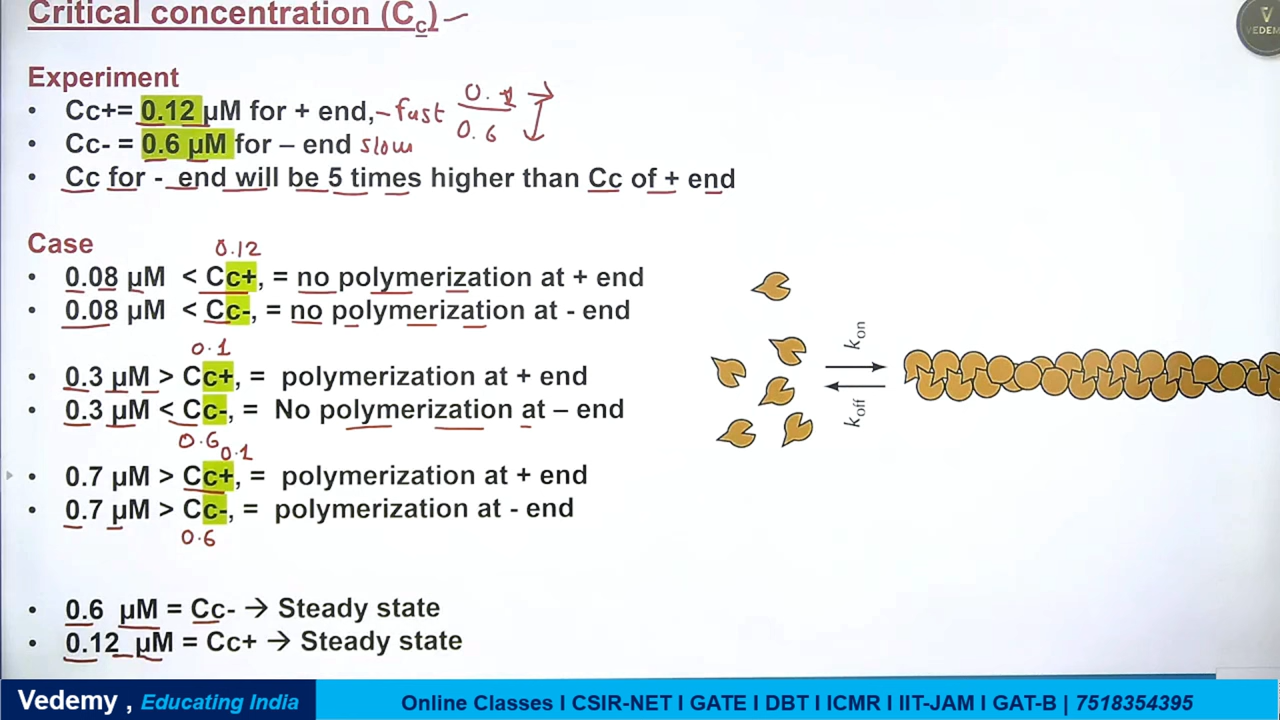 Critical concentration (Cc)
V
VEDEM
Experiment
• Cc+= 0.12 µM for + end, - fast 0.1
0.6
• Cc- = 0.6 µM for – end slow
• Cc for - end will be 5 times higher than Cc of + end
Case
0.12
• 0.08 µM < Cc+, = no polymerization at + end
• 0.08 µM < Cc-, = no polymerization at - end
0.1
• 0.3 µM > Cc+, = polymerization at + end
• 0.3 µM < Cc-, = No polymerization at – end
0.6
0.1
• 0.7 µM > Cc+, = polymerization at + end
• 0.7 µM > Cc-, = polymerization at - end
0.6
kon
koff
• 0.6 µM = Cc- → Steady state
• 0.12 µM = Cc+ → Steady state
Vedemy , Educating India
Online Classes I CSIR-NET I GATE I DBT I ICMR I IIT-JAM I GAT-B | 7518354395